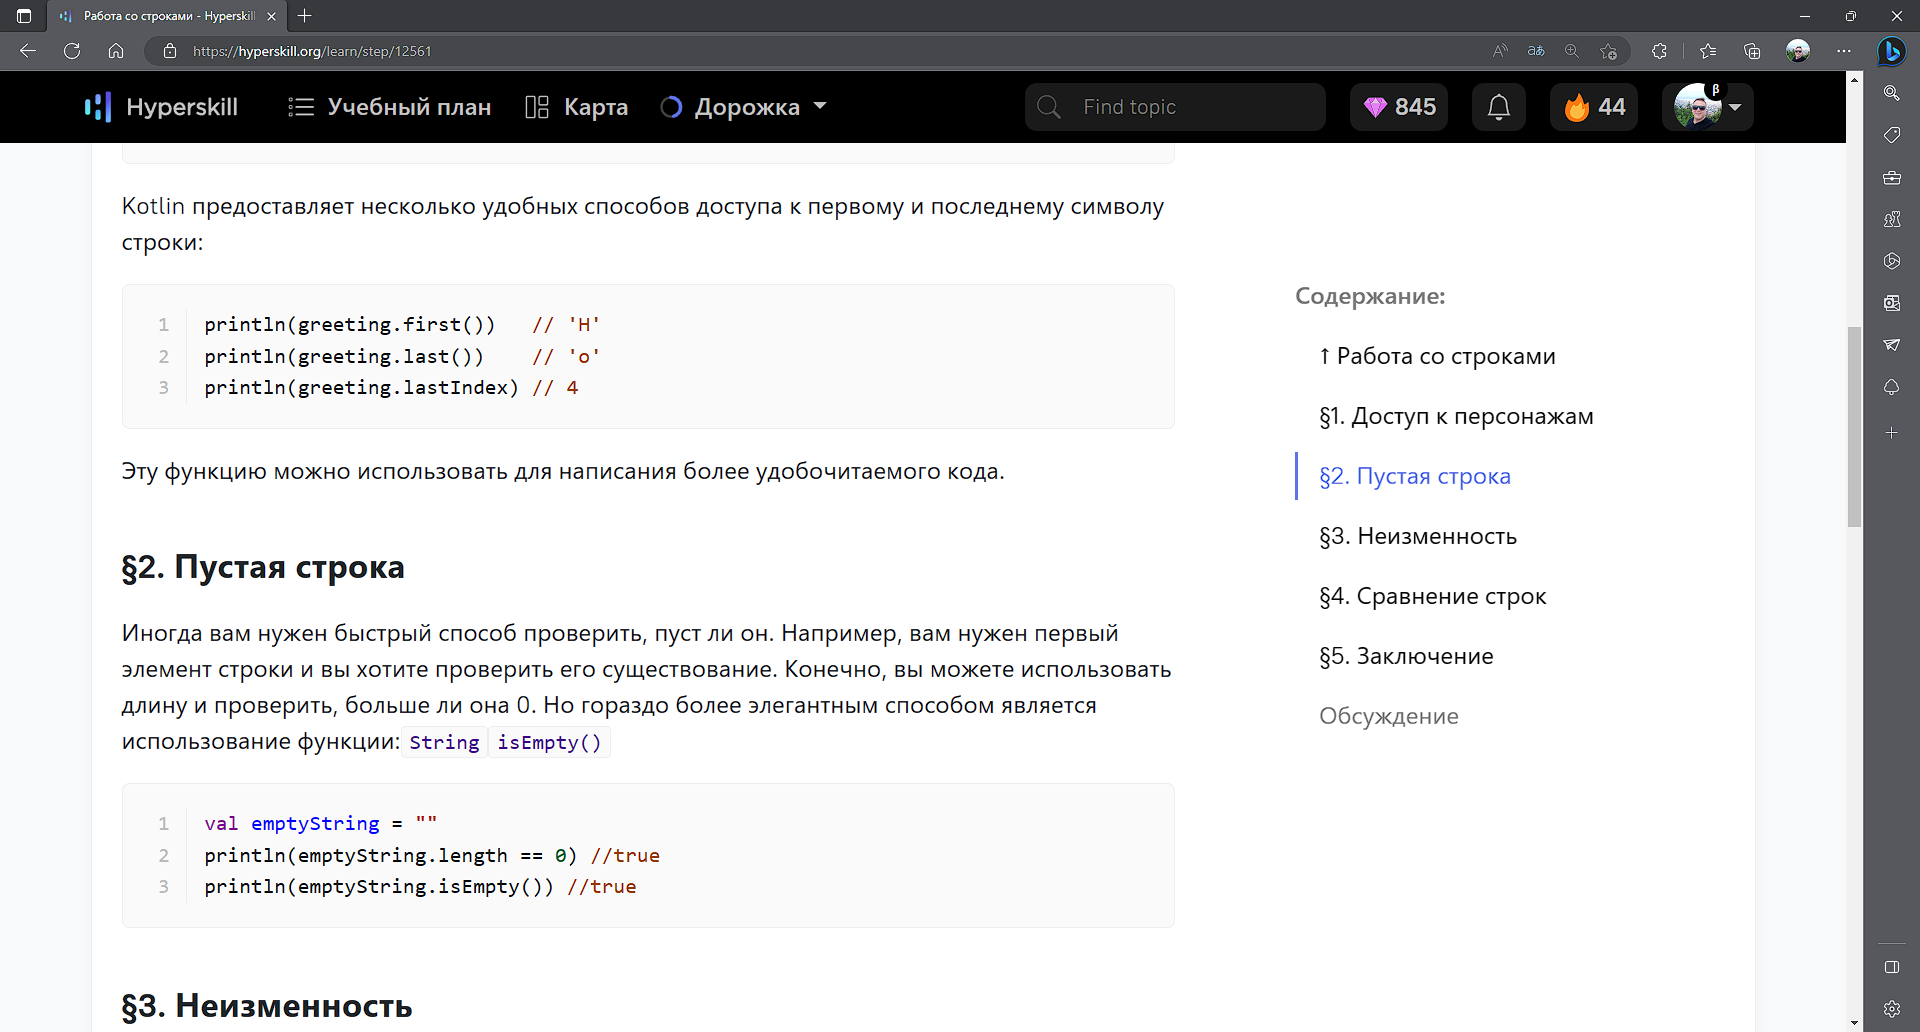 Работа со строками - Hyperskill
https://hyperskill.org/learn/step/12561
Hyperskill
Учебный план
Карта
Дорожка
Find topic
845
44
β
Kotlin предоставляет несколько удобных способов доступа к первому и последнему символу
строки:
1 println(greeting.first())   // 'H'
2 println(greeting.last())    // 'o'
3 println(greeting.lastIndex) // 4
Эту функцию можно использовать для написания более удобочитаемого кода.
§2. Пустая строка
Иногда вам нужен быстрый способ проверить, пуст ли он. Например, вам нужен первый
элемент строки и вы хотите проверить его существование. Конечно, вы можете использовать
длину и проверить, больше ли она 0. Но гораздо более элегантным способом является
использование функции: String isEmpty()
1 val emptyString = ""
2 println(emptyString.length == 0) //true
3 println(emptyString.isEmpty()) //true
§3. Неизменность
Содержание:
↑ Работа со строками
§1. Доступ к персонажам
§2. Пустая строка
§3. Неизменность
§4. Сравнение строк
§5. Заключение
Обсуждение